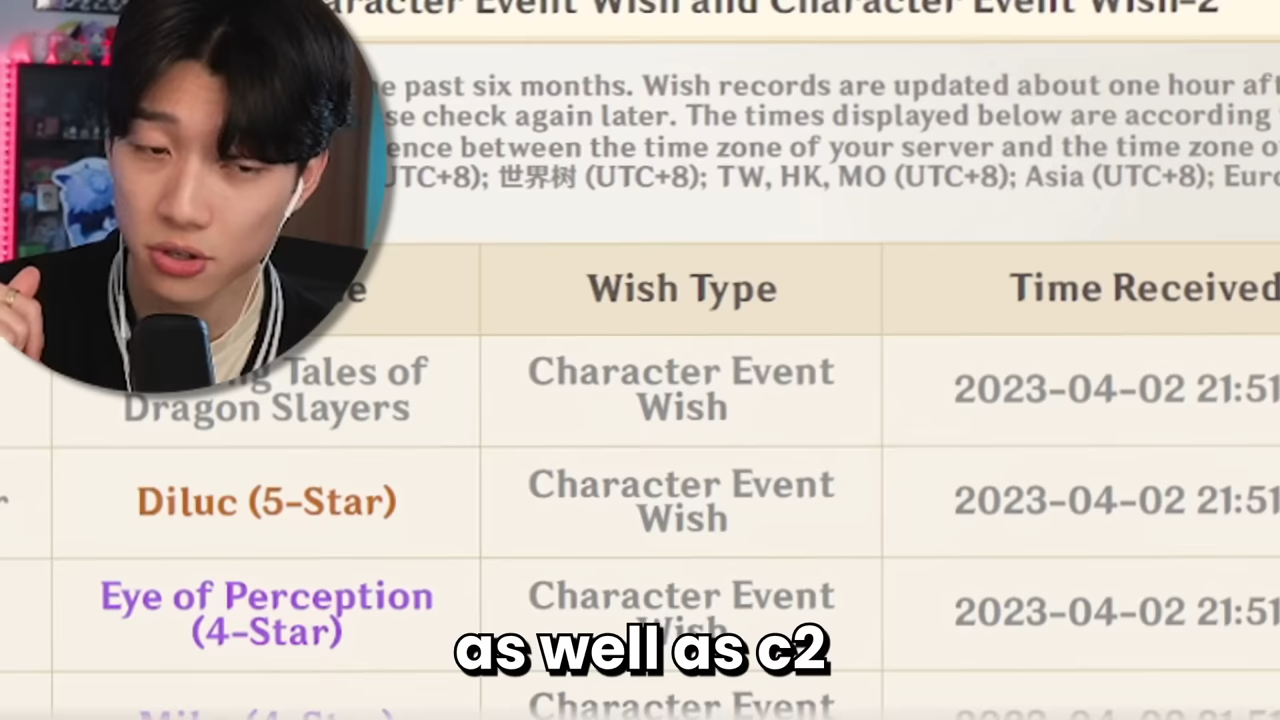 Character Event Wish and Character Event Wish-2
past six months. Wish records are updated about one hour
check again later. The times displayed below are according
between the time zone of your server and the time zone
(UTC+8); 世界树 (UTC+8); TW, HK, MO (UTC+8); Asia (UTC+8);
Wish Type
Time Received
Tales of
Dragon Slayers
Character Event
Wish
2023-04-02 21:51
Diluc (5-Star)
Character Event
Wish
2023-04-02 21:51
Eye of Perception
(4-Star)
Character Event
Wish
2023-04-02 21:51
as well as c2
Character Event